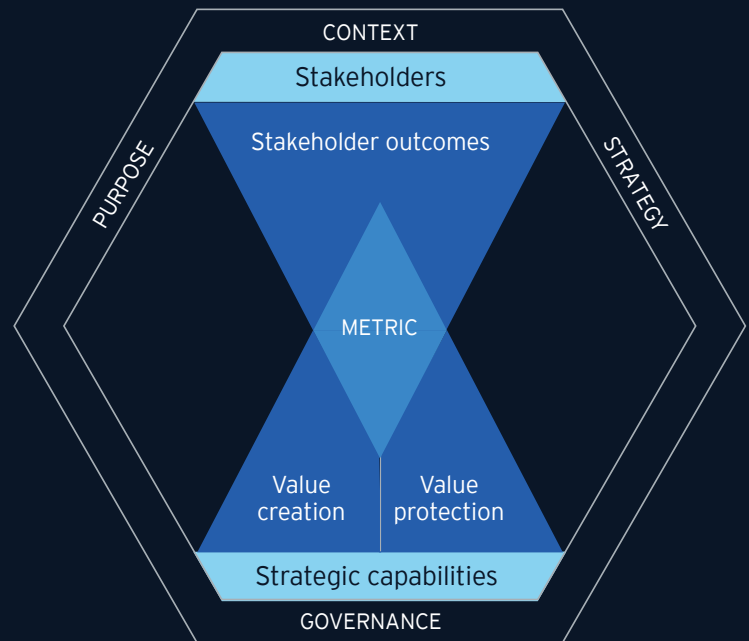 CONTEXT
Stakeholders
Stakeholder outcomes
PURPOSE
STRATEGY
METRIC
Value
creation
Value
protection
Strategic capabilities
GOVERNANCE